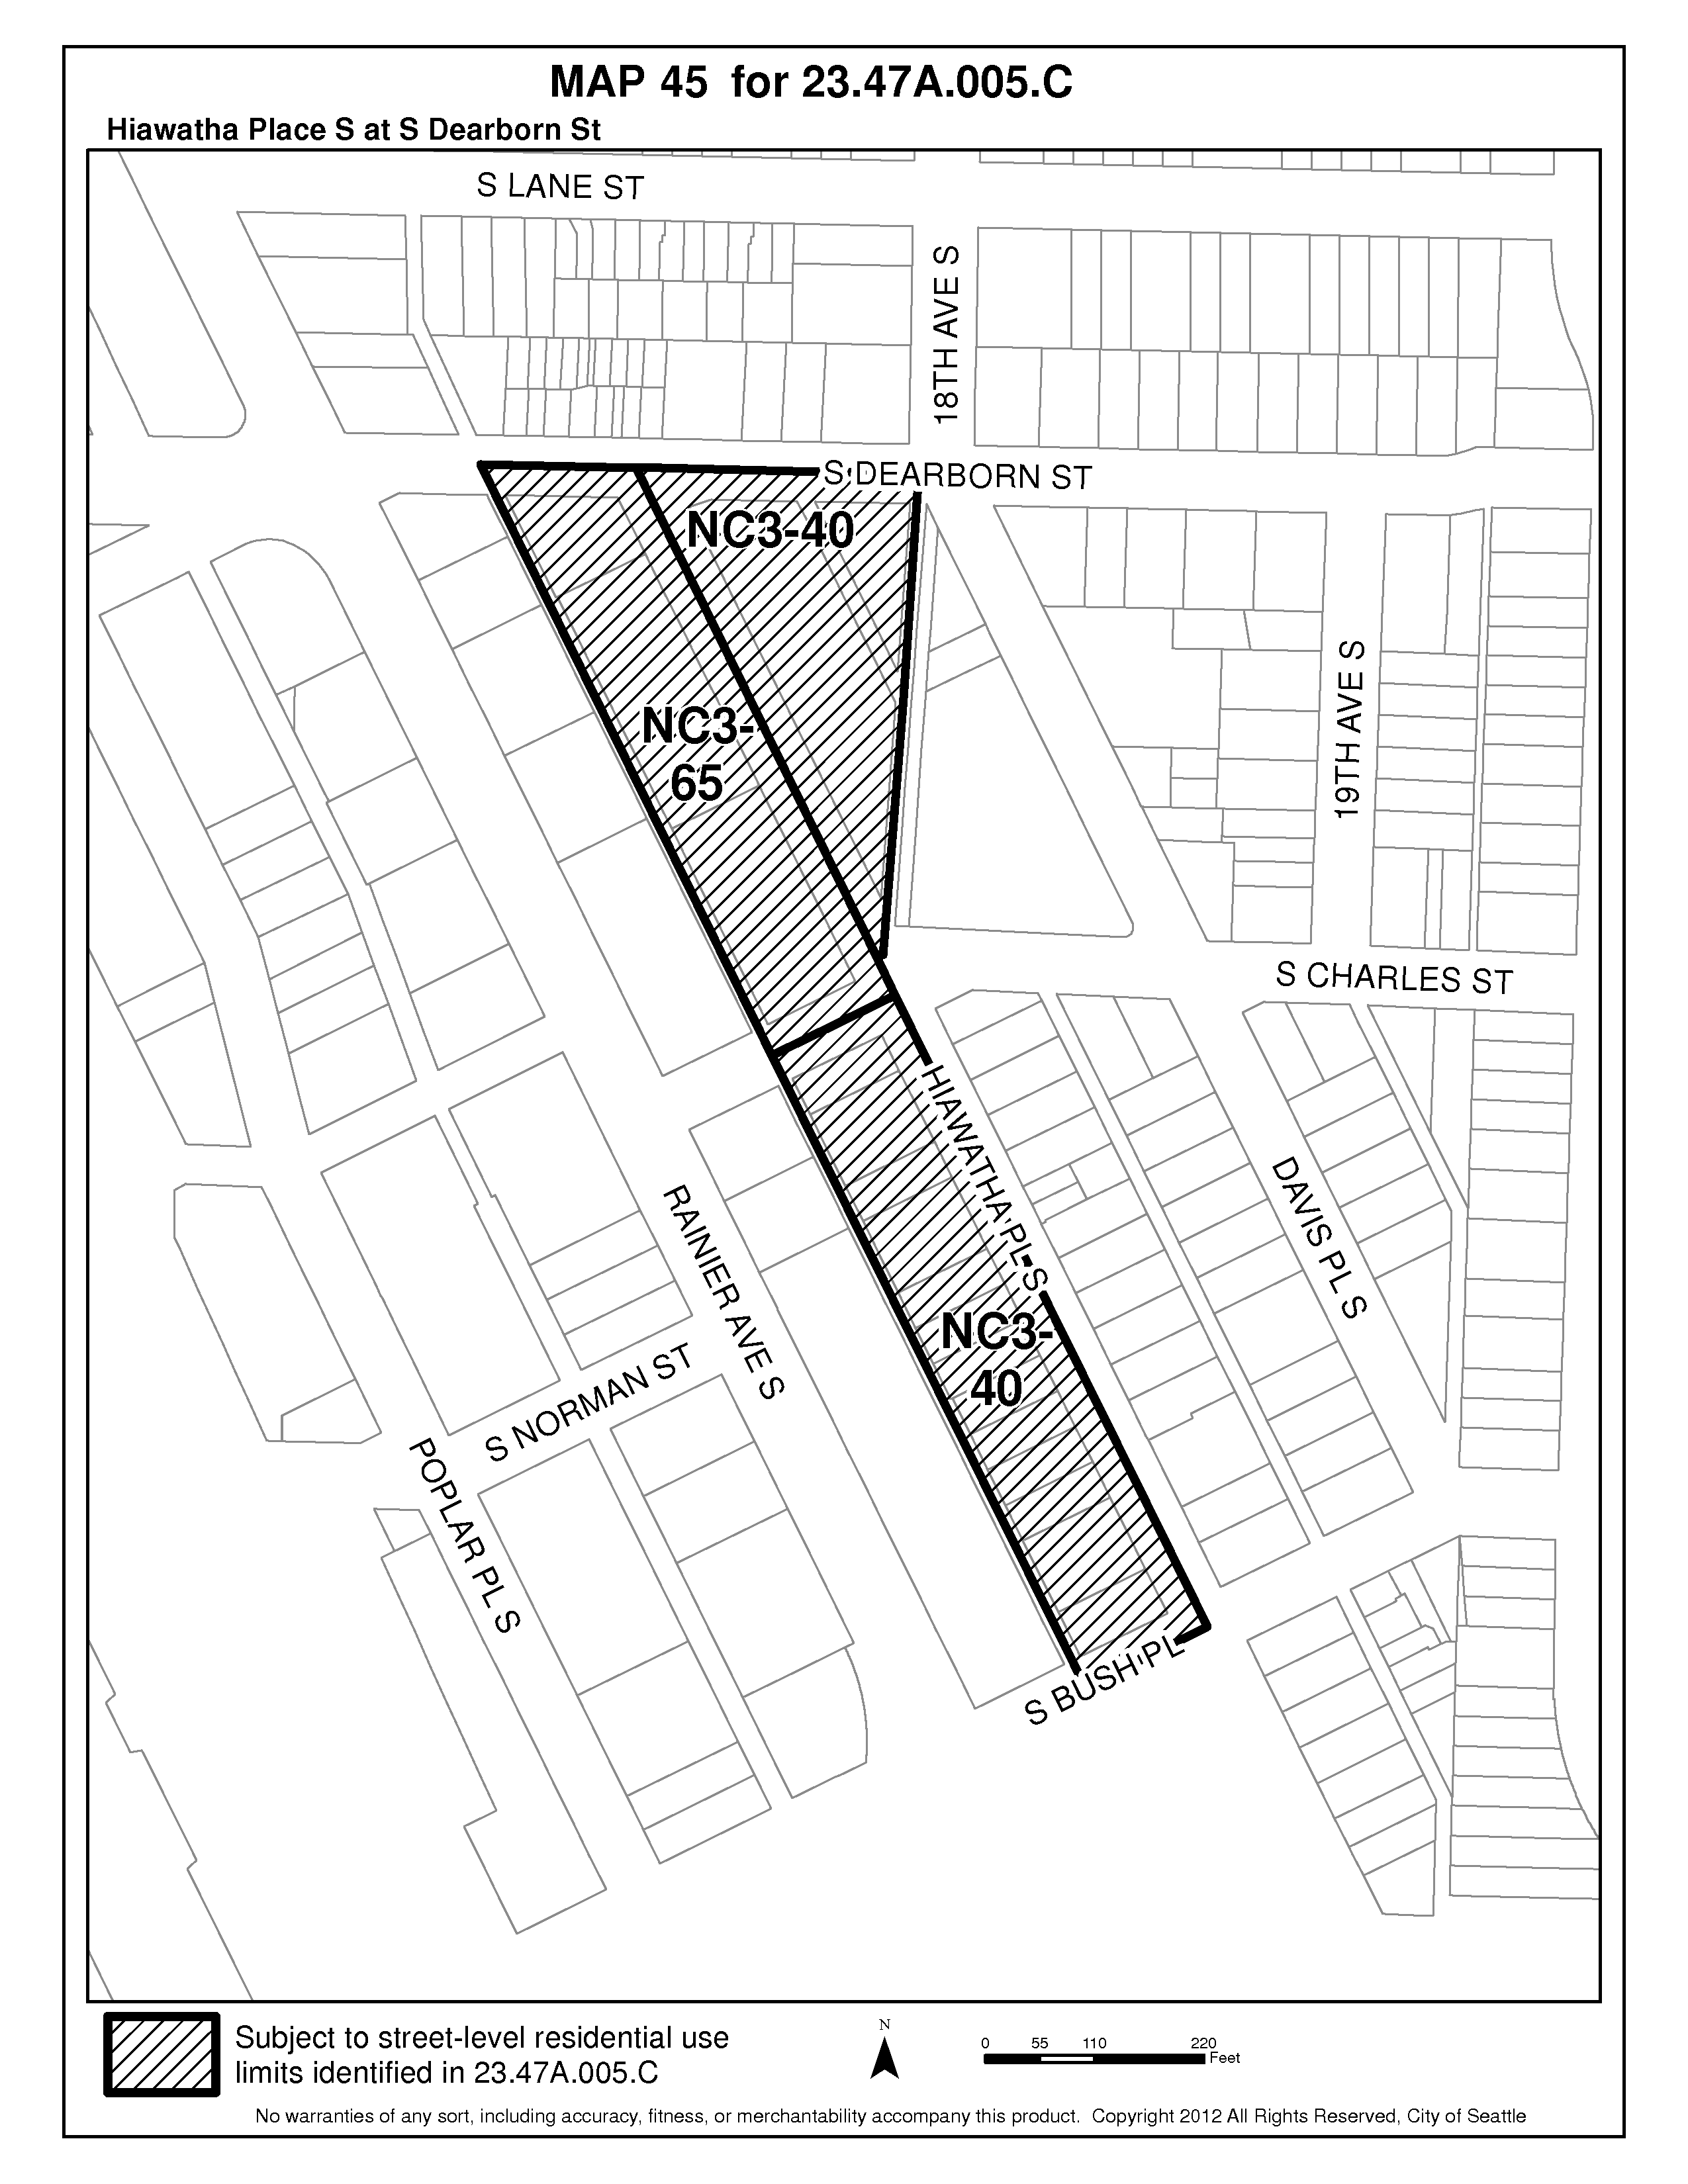 MAP 45 for 23.47A.005.C
Hiawatha Place S at S Dearborn St
S LANE ST
18TH AVE S
S DEARBORN ST
NC3-40
NC3-
65
19TH AVE S
S CHARLES ST
HIAWATHA PL S
DAVIS PL S
RAINIER AVE S
NC3-
40
S NORMAN ST
POPLAR PL S
S BUSH PL
Subject to street-level residential use
limits identified in 23.47A.005.C
N
0 55 110 220
Feet
No warranties of any sort, including accuracy, fitness, or merchantability accompany this product. Copyright 2012 All Rights Reserved, City of Seattle